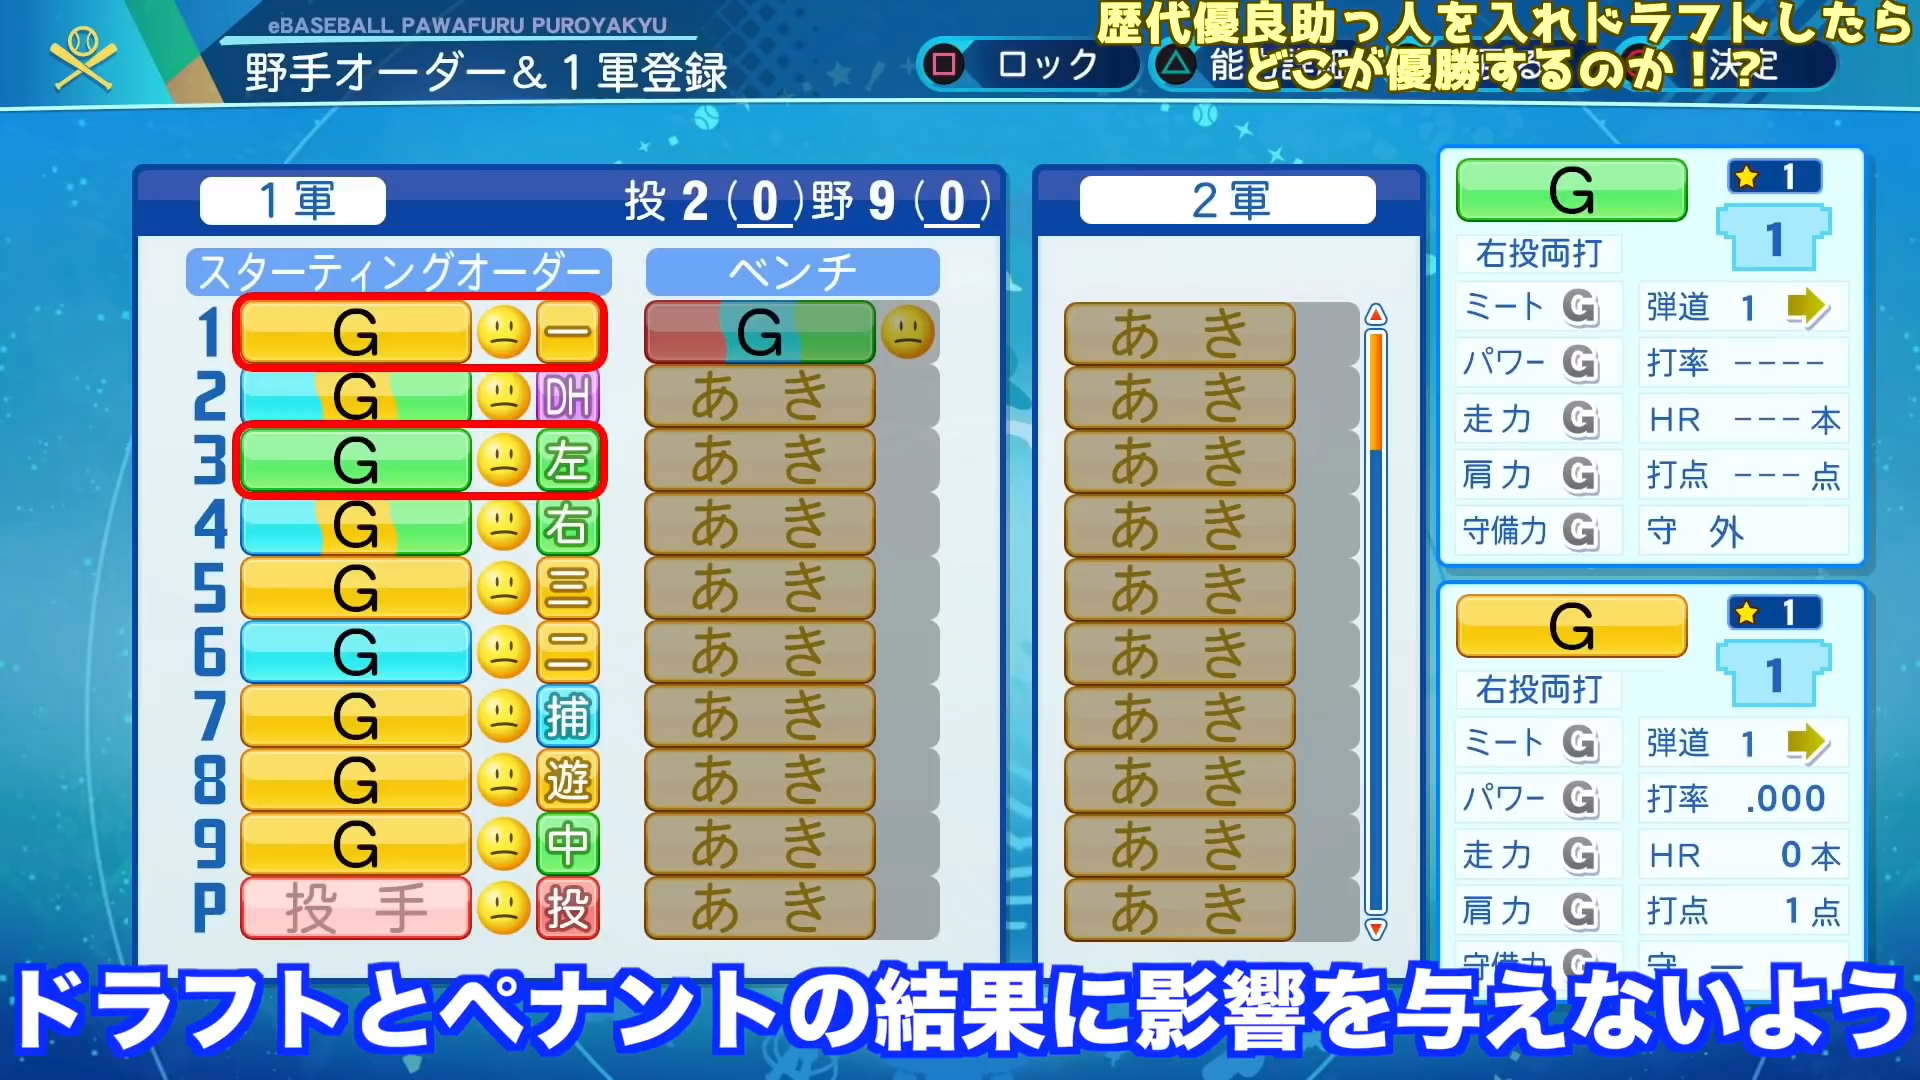 eBASEBALL PAWAFURU PUROYAKYU
野手オーダー&1軍登録
ロック
決定
歴代優良助っ人を入れドラフトしたら
どこが優勝するのか!?
1軍
投2(0)野9(0)
スターティングオーダー
ベンチ
1 G 一
2 G DH
3 G 左
4 G 右
5 G 三
6 G 二
7 G 捕
8 G 遊
9 G 中
P 投手 投
G
あき
あき
あき
あき
あき
あき
あき
あき
あき
2軍
あき
あき
あき
あき
あき
あき
あき
あき
あき
あき
G
1
1
右投両打
ミート G 弾道 1
パワー G 打率 ----
走力 G HR ---本
肩力 G 打点 ---点
守備力 G 守 外
G
1
1
右投両打
ミート G 弾道 1
パワー G 打率 .000
走力 G HR 0本
肩力 G 打点 1点
守備力 G 守 一
ドラフトとペナントの結果に影響を与えないよう